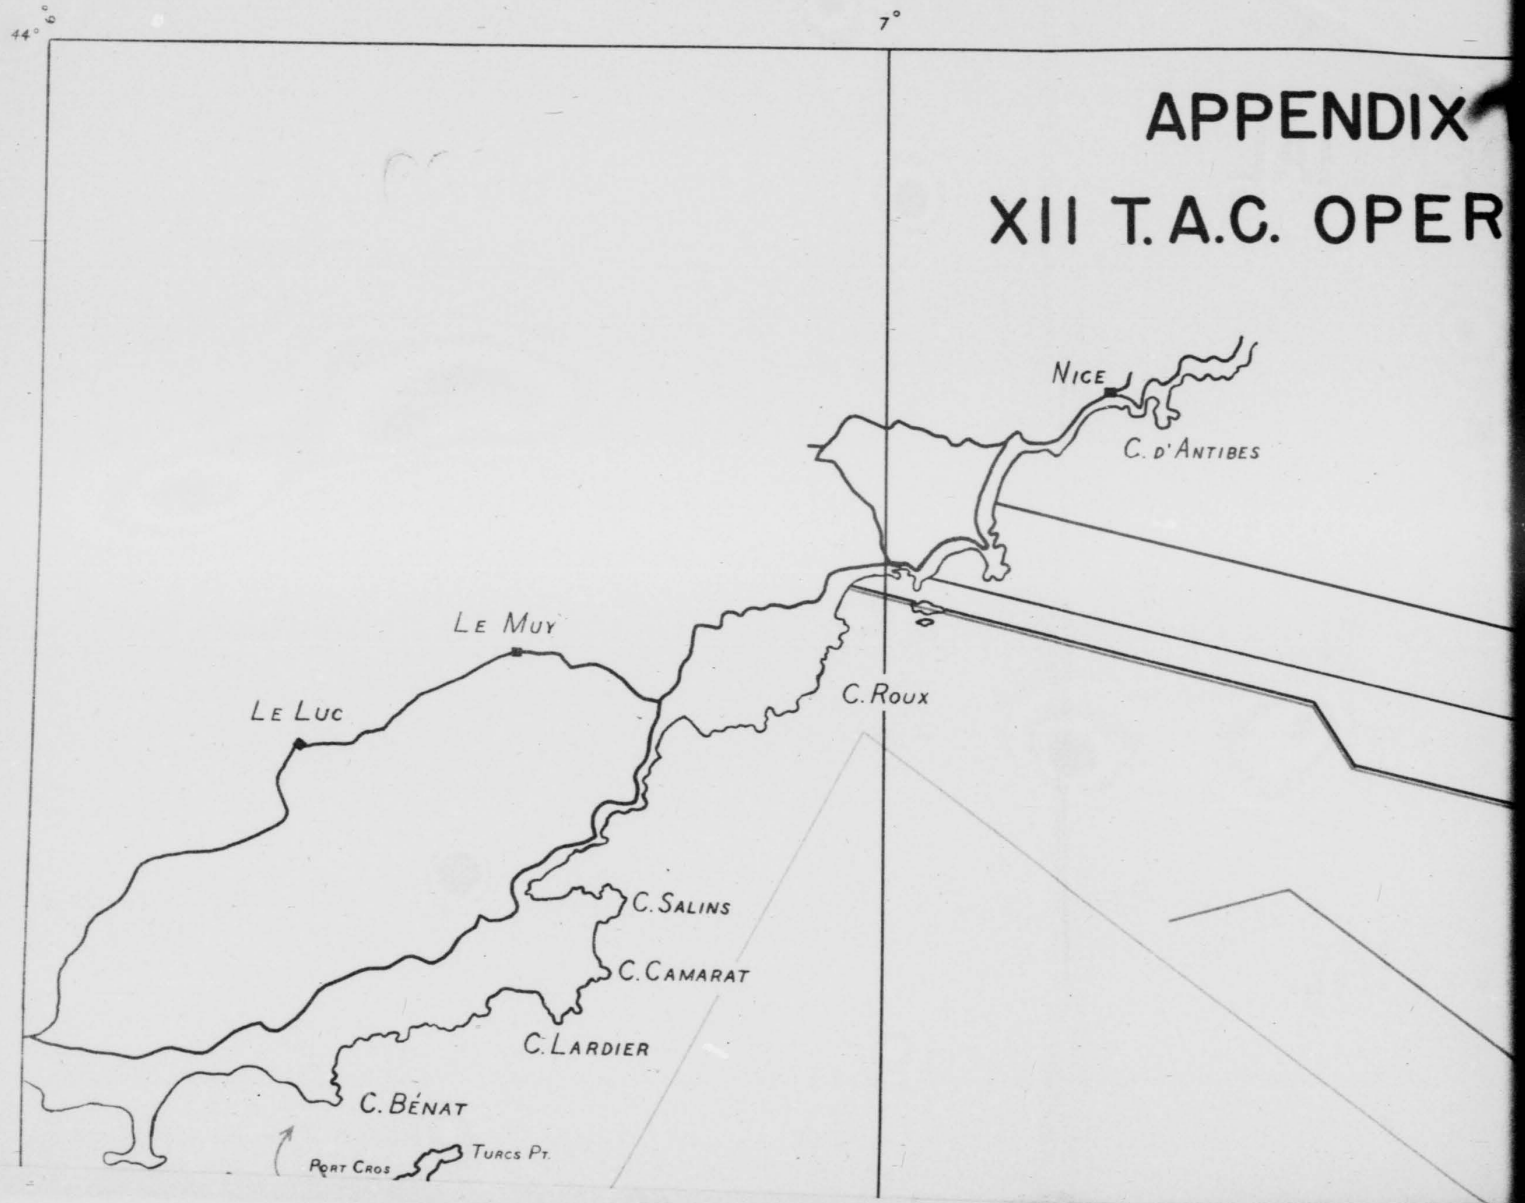 6°
44°
7°
APPENDIX
XII T.A.C. OPER
NICE
C. D'ANTIBES
LE MUY
LE LUC
C. ROUX
C. SALINS
C. CAMARAT
C. LARDIER
C. BÉNAT
TURCS PT.
PORT CROS